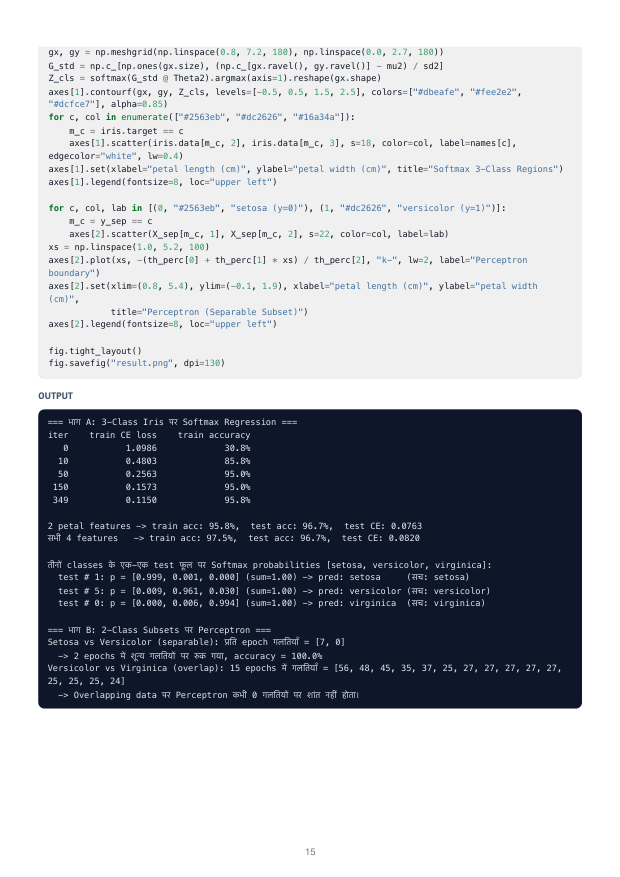 gx, gy = np.meshgrid(np.linspace(0.8, 7.2, 180), np.linspace(0.0, 2.7, 180))
G_std = np.c_[np.ones(gx.size), (np.c_[gx.ravel(), gy.ravel()] - mu2) / sd2]
Z_cls = softmax(G_std @ Theta2).argmax(axis=1).reshape(gx.shape)
axes[1].contourf(gx, gy, Z_cls, levels=[-0.5, 0.5, 1.5, 2.5], colors=["#dbeafe", "#fee2e2",
"#dcfce7"], alpha=0.85)
for c, col in enumerate(["#2563eb", "#dc2626", "#16a34a"]):
    m_c = iris.target == c
    axes[1].scatter(iris.data[m_c, 2], iris.data[m_c, 3], s=18, color=col, label=names[c],
edgecolor="white", lw=0.4)
axes[1].set(xlabel="petal length (cm)", ylabel="petal width (cm)", title="Softmax 3-Class Regions")
axes[1].legend(fontsize=8, loc="upper left")
for c, col, lab in [(0, "#2563eb", "setosa (y=0)"), (1, "#dc2626", "versicolor (y=1)")]:
    m_c = y_sep == c
    axes[2].scatter(X_sep[m_c, 1], X_sep[m_c, 2], s=22, color=col, label=lab)
xs = np.linspace(1.0, 5.2, 100)
axes[2].plot(xs, -(th_perc[0] + th_perc[1] * xs) / th_perc[2], "k-", lw=2, label="Perceptron
boundary")
axes[2].set(xlim=(0.8, 5.4), ylim=(-0.1, 1.9), xlabel="petal length (cm)", ylabel="petal width
(cm)",
            title="Perceptron (Separable Subset)")
axes[2].legend(fontsize=8, loc="upper left")
fig.tight_layout()
fig.savefig("result.png", dpi=130)
OUTPUT
=== भाग A: 3-Class Iris पर Softmax Regression ===
iter    train CE loss    train accuracy
   0           1.0986            30.8%
  10           0.4803            85.8%
  50           0.2563            95.0%
 150           0.1573            95.0%
 349           0.1150            95.8%
2 petal features -> train acc: 95.8%,  test acc: 96.7%,  test CE: 0.0763
सभी 4 features   -> train acc: 97.5%,  test acc: 96.7%,  test CE: 0.0820
तीनों classes के एक-एक test फूल पर Softmax probabilities [setosa, versicolor, virginica]:
  test # 1: p = [0.999, 0.001, 0.000] (sum=1.00) -> pred: setosa     (सच: setosa)
  test # 5: p = [0.009, 0.961, 0.030] (sum=1.00) -> pred: versicolor (सच: versicolor)
  test # 0: p = [0.000, 0.006, 0.994] (sum=1.00) -> pred: virginica  (सच: virginica)
=== भाग B: 2-Class Subsets पर Perceptron ===
Setosa vs Versicolor (separable): प्रति epoch गलतियाँ = [7, 0]
  -> 2 epochs में शून्य गलतियों पर रुक गया, accuracy = 100.0%
Versicolor vs Virginica (overlap): 15 epochs में गलतियाँ = [56, 48, 45, 35, 37, 25, 27, 27, 27, 27, 27,
25, 25, 25, 24]
  -> Overlapping data पर Perceptron कभी 0 गलतियों पर शांत नहीं होता।
15